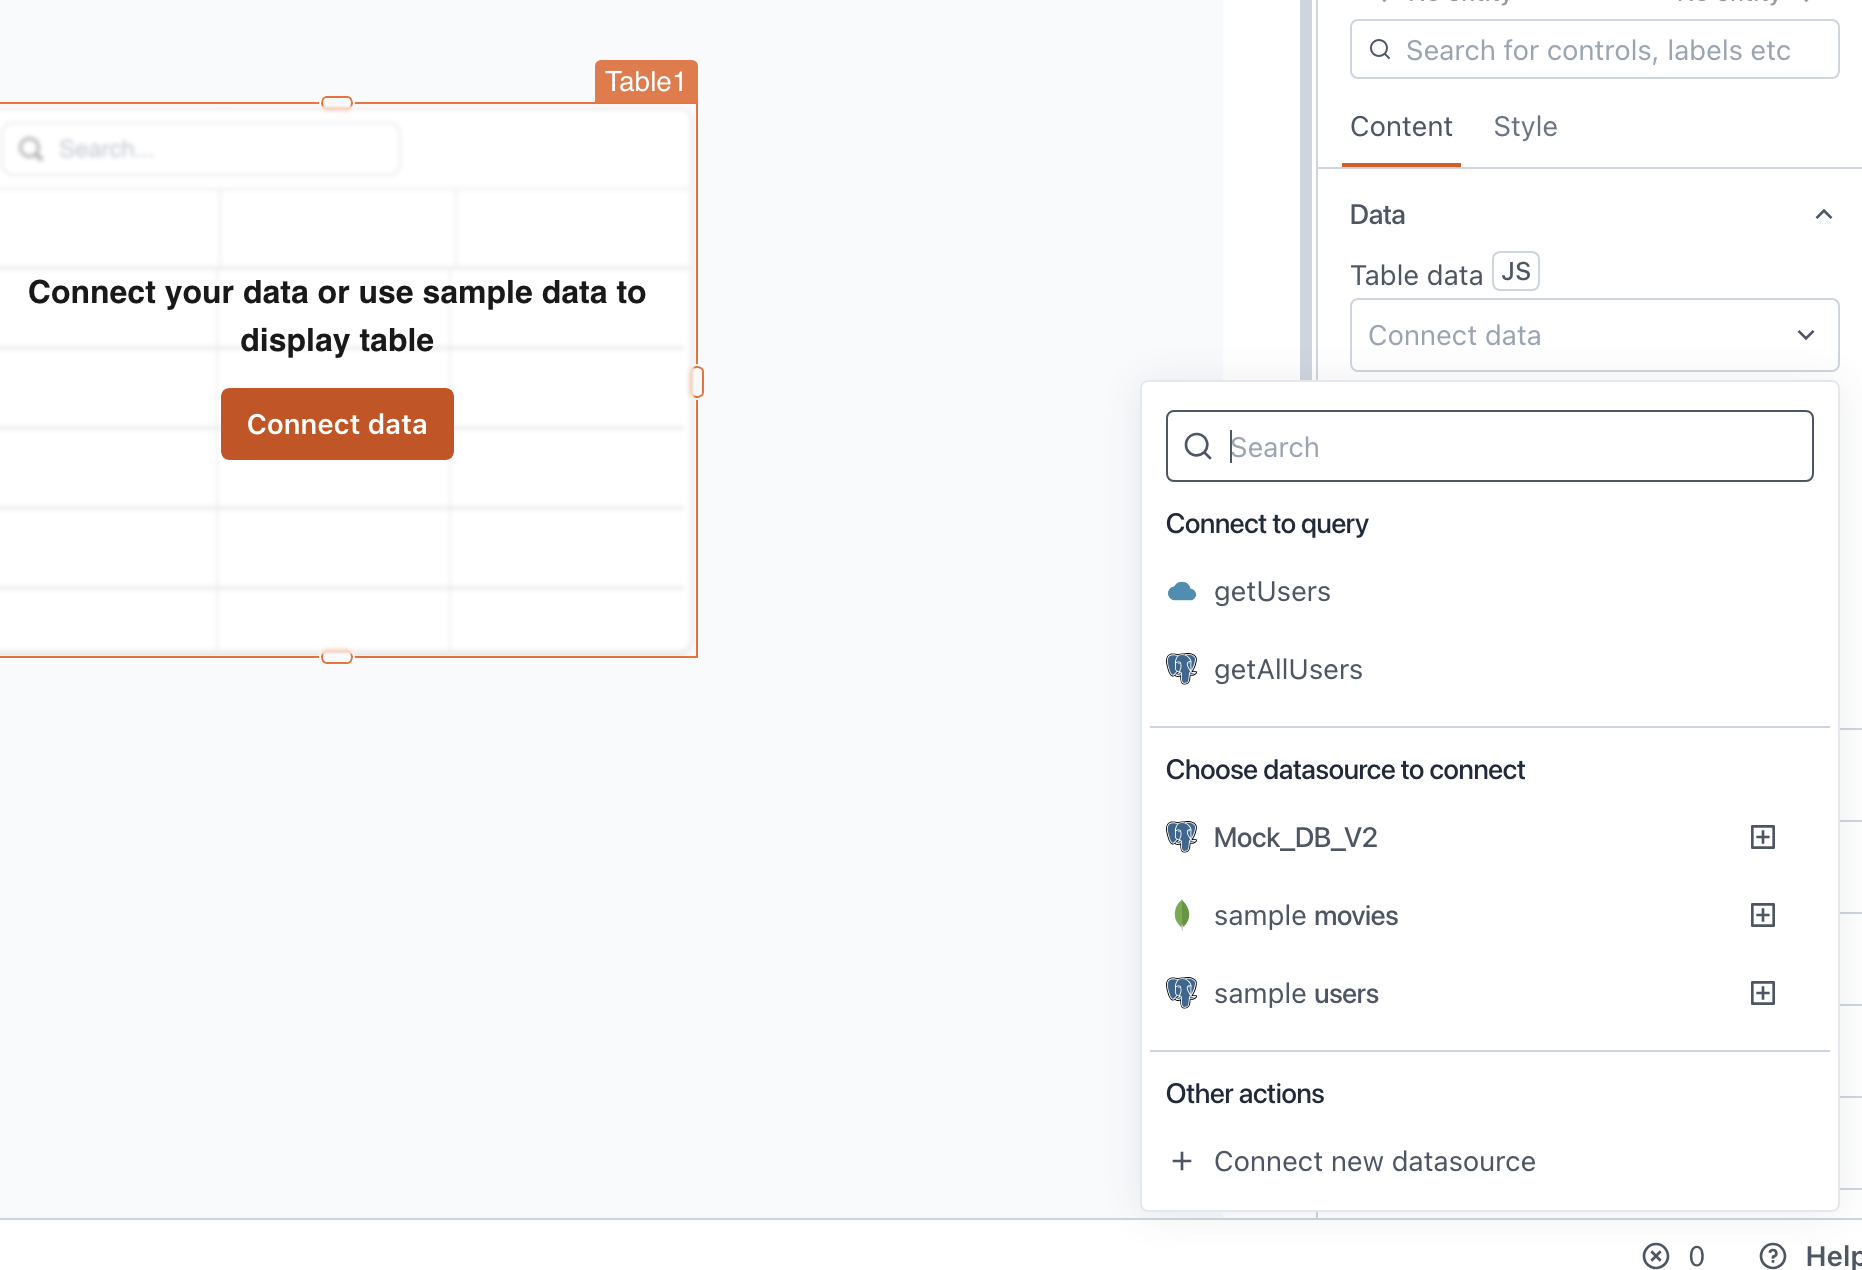 Table1
Search...
Connect your data or use sample data to
display table
Connect data
Search for controls, labels etc
Content Style
Data
Table data JS
Connect data
Search
Connect to query
getUsers
getAllUsers
Choose datasource to connect
Mock_DB_V2
sample movies
sample users
Other actions
Connect new datasource
0 Help